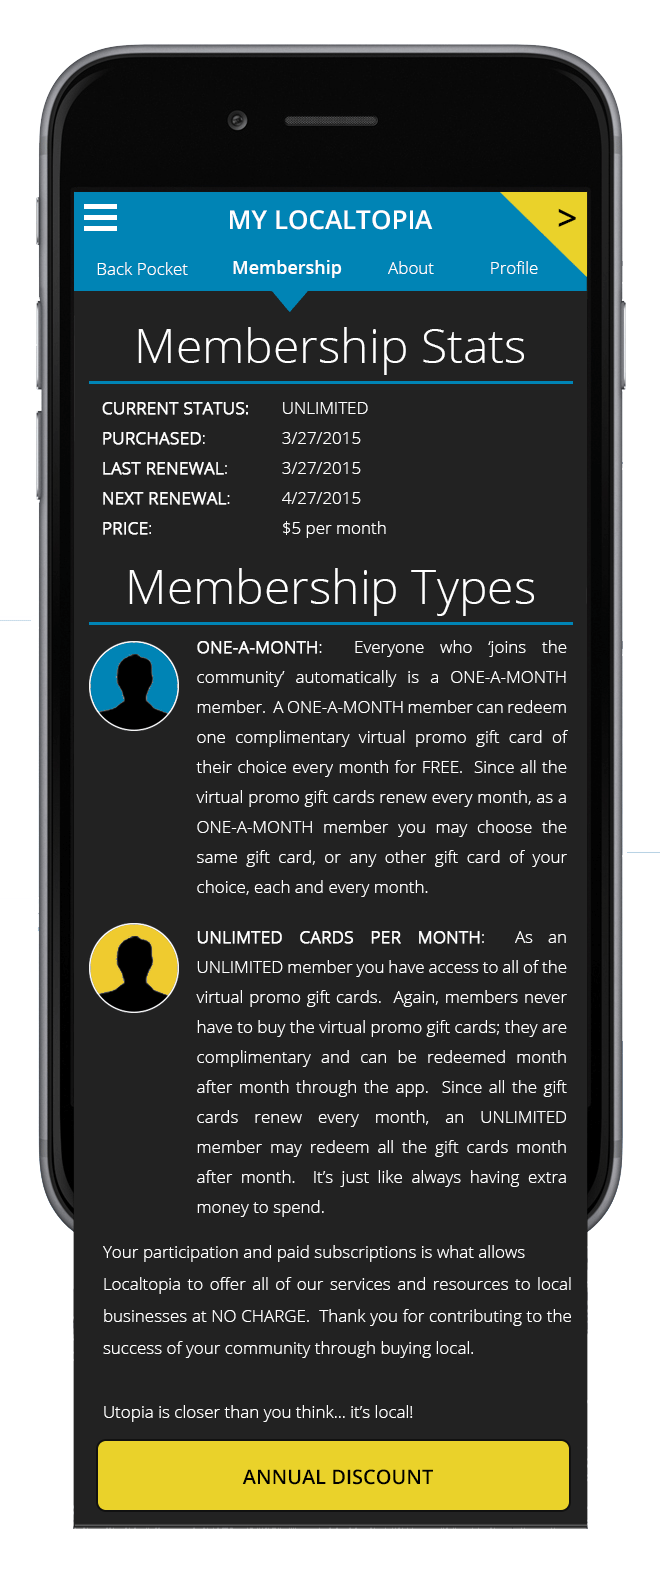 MY LOCALTOPIA
>
Back Pocket Membership About Profile
Membership Stats
CURRENT STATUS: UNLIMITED
PURCHASED: 3/27/2015
LAST RENEWAL: 3/27/2015
NEXT RENEWAL: 4/27/2015
PRICE: $5 per month
Membership Types
ONE-A-MONTH: Everyone who ‘joins the
community’ automatically is a ONE-A-MONTH
member. A ONE-A-MONTH member can redeem
one complimentary virtual promo gift card of
their choice every month for FREE. Since all the
virtual promo gift cards renew every month, as a
ONE-A-MONTH member you may choose the
same gift card, or any other gift card of your
choice, each and every month.
UNLIMTED CARDS PER MONTH: As an
UNLIMITED member you have access to all of the
virtual promo gift cards. Again, members never
have to buy the virtual promo gift cards; they are
complimentary and can be redeemed month
after month through the app. Since all the gift
cards renew every month, an UNLIMITED
member may redeem all the gift cards month
after month. It’s just like always having extra
money to spend.
Your participation and paid subscriptions is what allows
Localtopia to offer all of our services and resources to local
businesses at NO CHARGE. Thank you for contributing to the
success of your community through buying local.
Utopia is closer than you think... it’s local!
ANNUAL DISCOUNT